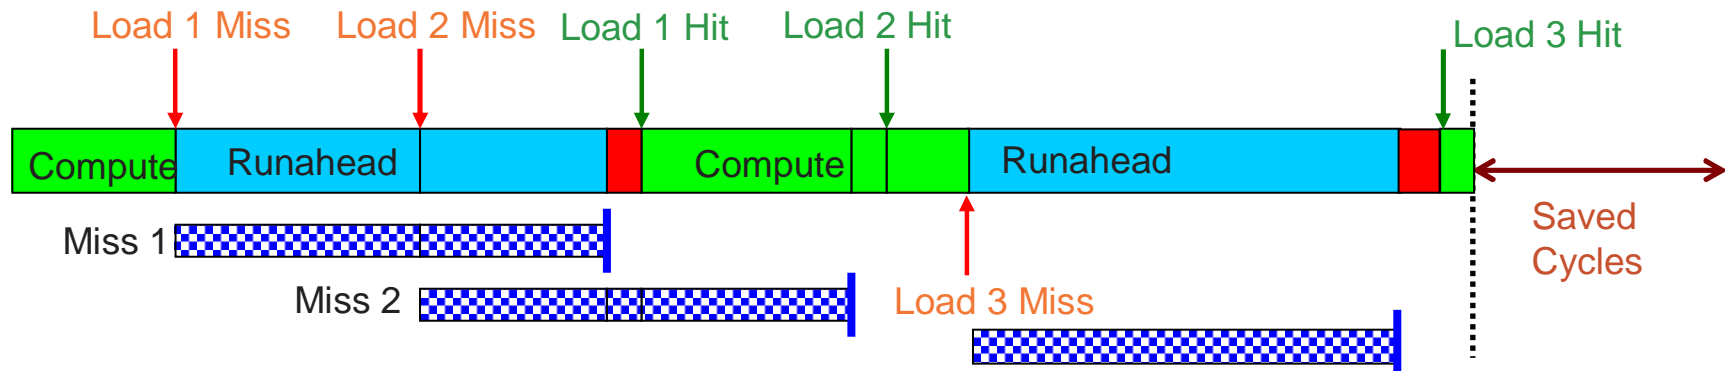 Load 1 Miss
Load 2 Miss
Load 1 Hit
Load 2 Hit
Load 3 Hit
Compute
Runahead
Compute
Runahead
Saved
Cycles
Miss 1
Miss 2
Load 3 Miss